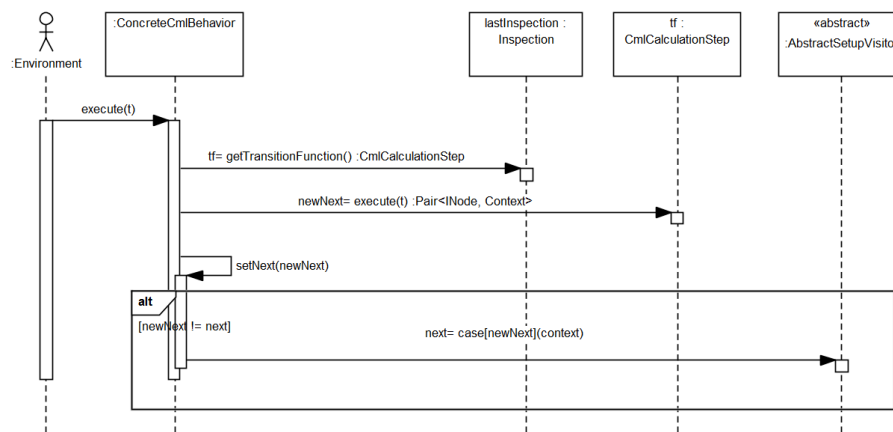 :ConcreteCmlBehavior
lastInspection :
Inspection
tf :
CmlCalculationStep
«abstract»
:AbstractSetupVisito
:Environment
execute(t)
tf= getTransitionFunction() :CmlCalculationStep
newNext= execute(t) :Pair<INode, Context>
setNext(newNext)
alt
[newNext != next]
next= case[newNext](context)